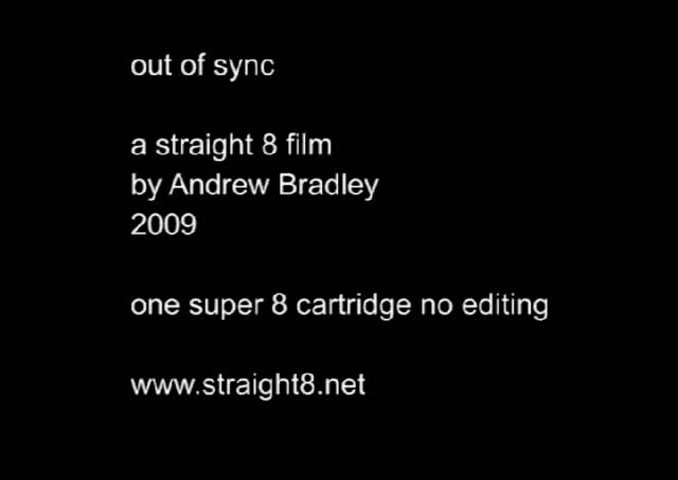 out of sync
a straight 8 film
by Andrew Bradley
2009
one super 8 cartridge no editing
www.straight8.net